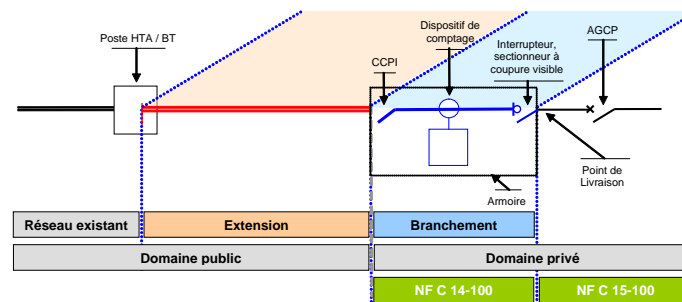 Poste HTA / BT
CCPI
Dispositif de
comptage
Interrupteur,
sectionneur à
coupure visible
AGCP
Point de
Livraison
Armoire
Réseau existant
Extension
Branchement
Domaine public
Domaine privé
NF C 14-100
NF C 15-100